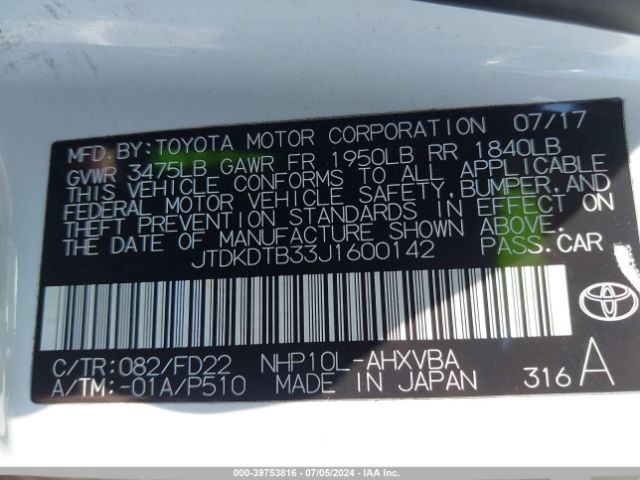 MFD.BY:TOYOTA MOTOR CORPORATION 07/17
GVWR 3475LB GAWR FR 1950LB RR 1840LB
THIS VEHICLE CONFORMS TO ALL APPLICABLE
FEDERAL MOTOR VEHICLE SAFETY,BUMPER,AND
THEFT PREVENTION STANDARDS IN EFFECT ON
THE DATE OF MANUFACTURE SHOWN ABOVE.
JTDKDTB33J1600142 PASS.CAR
C/TR:082/FD22 NHP10L-AHXVBA
A/TM:-01A/P510 MADE IN JAPAN 316A
000-39753816 - 07/05/2024 - IAA Inc.